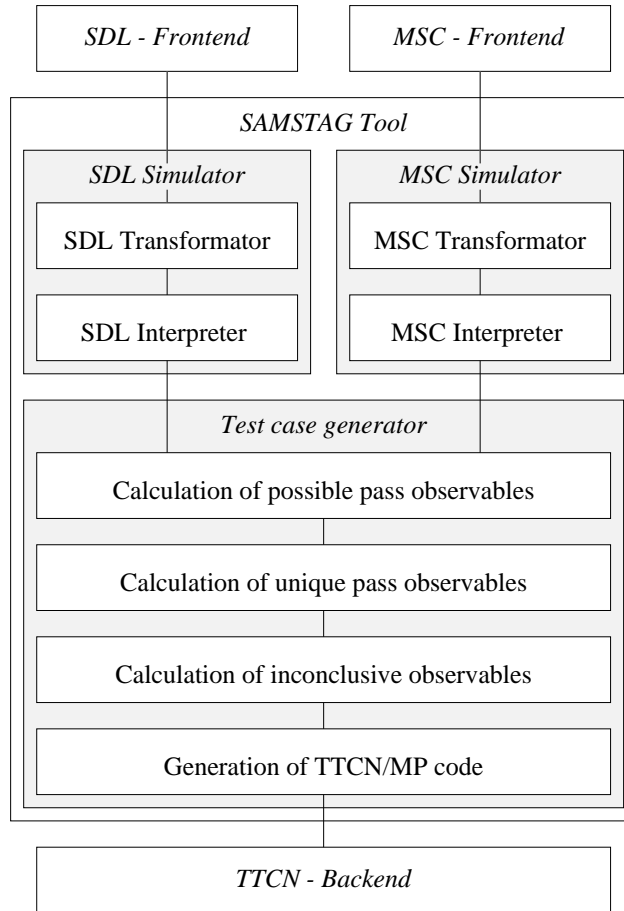 SDL - Frontend
MSC - Frontend
SAMSTAG Tool
SDL Simulator
MSC Simulator
SDL Transformator
MSC Transformator
SDL Interpreter
MSC Interpreter
Test case generator
Calculation of possible pass observables
Calculation of unique pass observables
Calculation of inconclusive observables
Generation of TTCN/MP code
TTCN - Backend